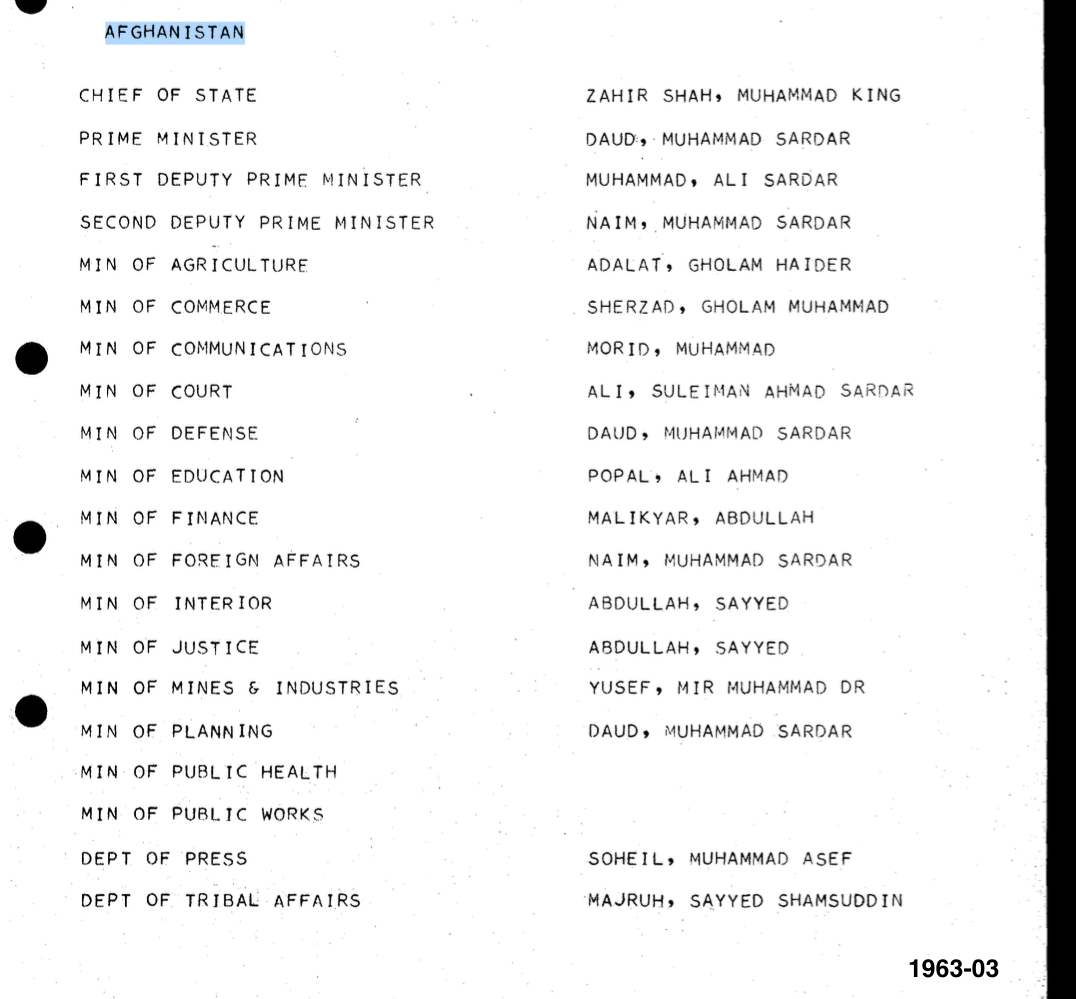 AFGHANISTAN
CHIEF OF STATE ZAHIR SHAH, MUHAMMAD KING
PRIME MINISTER DAUD, MUHAMMAD SARDAR
FIRST DEPUTY PRIME MINISTER MUHAMMAD, ALI SARDAR
SECOND DEPUTY PRIME MINISTER NAIM, MUHAMMAD SARDAR
MIN OF AGRICULTURE ADALAT, GHOLAM HAIDER
MIN OF COMMERCE SHERZAD, GHOLAM MUHAMMAD
MIN OF COMMUNICATIONS MORID, MUHAMMAD
MIN OF COURT ALI, SULEIMAN AHMAD SARDAR
MIN OF DEFENSE DAUD, MUHAMMAD SARDAR
MIN OF EDUCATION POPAL, ALI AHMAD
MIN OF FINANCE MALIKYAR, ABDULLAH
MIN OF FOREIGN AFFAIRS NAIM, MUHAMMAD SARDAR
MIN OF INTERIOR ABDULLAH, SAYYED
MIN OF JUSTICE ABDULLAH, SAYYED
MIN OF MINES & INDUSTRIES YUSEF, MIR MUHAMMAD DR
MIN OF PLANNING DAUD, MUHAMMAD SARDAR
MIN OF PUBLIC HEALTH
MIN OF PUBLIC WORKS
DEPT OF PRESS SOHEIL, MUHAMMAD ASEF
DEPT OF TRIBAL AFFAIRS MAJRUH, SAYYED SHAMSUDDIN
1963-03